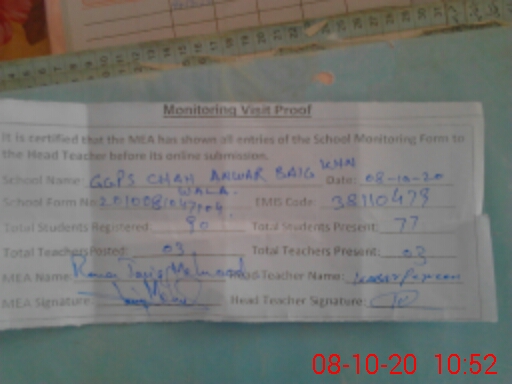 Monitoring Visit Proof
It is certified that the MEA has shown all entries of the School Monitoring Form to
the Head Teacher before its online submission.
School Name: GGPS CHAH ANWAR BAIG KHN Date: 08-10-20
WALA.
School Form No: EMIS Code: 38110479
Total Students Registered: 90 Total Students Present: 77
Total Teachers Posted: 03 Total Teachers Present: 03
MEA Name: Teacher Name:
MEA Signature: Head Teacher Signature:
08-10-20 10:52